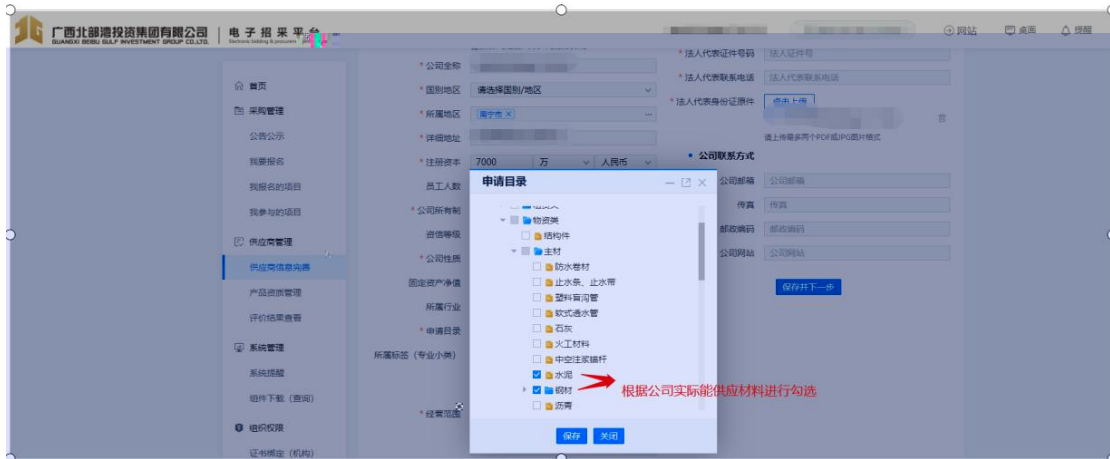 广西北部湾投资集团有限公司
GUANGXI BEIBU GULF INVESTMENT GROUP CO.,LTD.
电子招采平台
网站
桌面
提醒
首页
采购管理
公告公示
我要报名
我报名的项目
我参与的项目
供应商管理
供应商信息完善
产品资质管理
评价结果查看
系统管理
系统提醒
组件下载（查询）
组织权限
证书绑定（机构）
* 公司全称
* 国别地区 请选择国别/地区
* 所属地区 南宁市 ×
* 详细地址
* 注册资本 7000 万 人民币
员工人数
* 公司所有制
资信等级
* 公司性质
固定资产净值
所属行业
* 申请目录
所属标签（专业小类）
* 经营范围
* 法人代表证件号码 法人证件号
* 法人代表联系电话 法人代表联系电话
* 法人代表身份证原件 点击上传
请上传最多两个PDF或JPG图片格式
公司联系方式
公司邮箱 公司邮箱
传真 传真
邮政编码 邮政编码
公司网站 公司网站
保存并下一步
申请目录
物资类
结构件
主材
防水卷材
止水条、止水带
塑料盲沟管
软式透水管
石灰
火工材料
中空注浆锚杆
水泥
钢材
沥青
保存
关闭
根据公司实际能供应材料进行勾选